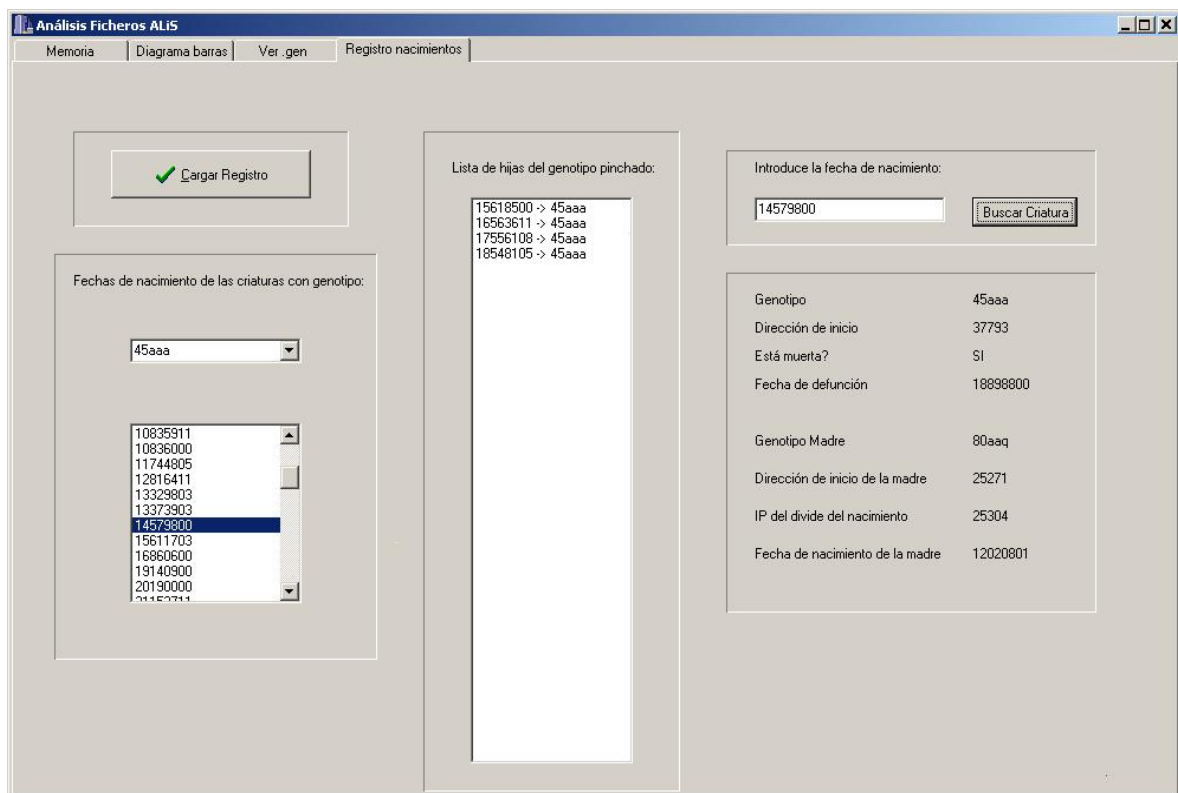 Análisis Ficheros ALiS
Memoria
Diagrama barras
Ver .gen
Registro nacimientos
Cargar Registro
Fechas de nacimiento de las criaturas con genotipo:
45aaa
10835911
10836000
11744805
12816411
13329803
13373903
14579800
15611703
16860600
19140900
20190000
21152711
Lista de hijas del genotipo pinchado:
15618500 -> 45aaa
16563611 -> 45aaa
17556108 -> 45aaa
18548105 -> 45aaa
Introduce la fecha de nacimiento:
14579800
Buscar Criatura
Genotipo 45aaa
Dirección de inicio 37793
Está muerta? SI
Fecha de defunción 18898800
Genotipo Madre 80aaq
Dirección de inicio de la madre 25271
IP del divide del nacimiento 25304
Fecha de nacimiento de la madre 12020801